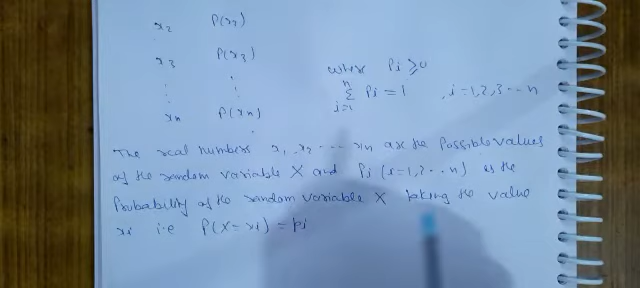 x2 P(x2)
x3 P(x3)
where Pi ≥ 0
⋮ ⋮
n
Σ Pi = 1 , i=1,2,3...n
i=1
xn P(xn)
The real numbers x1, x2 ... xn are the Possible values
of the random variable X and Pi (i=1,2..n) is the
Probability of the random variable X taking the value
xi i.e P(X=xi) = pi